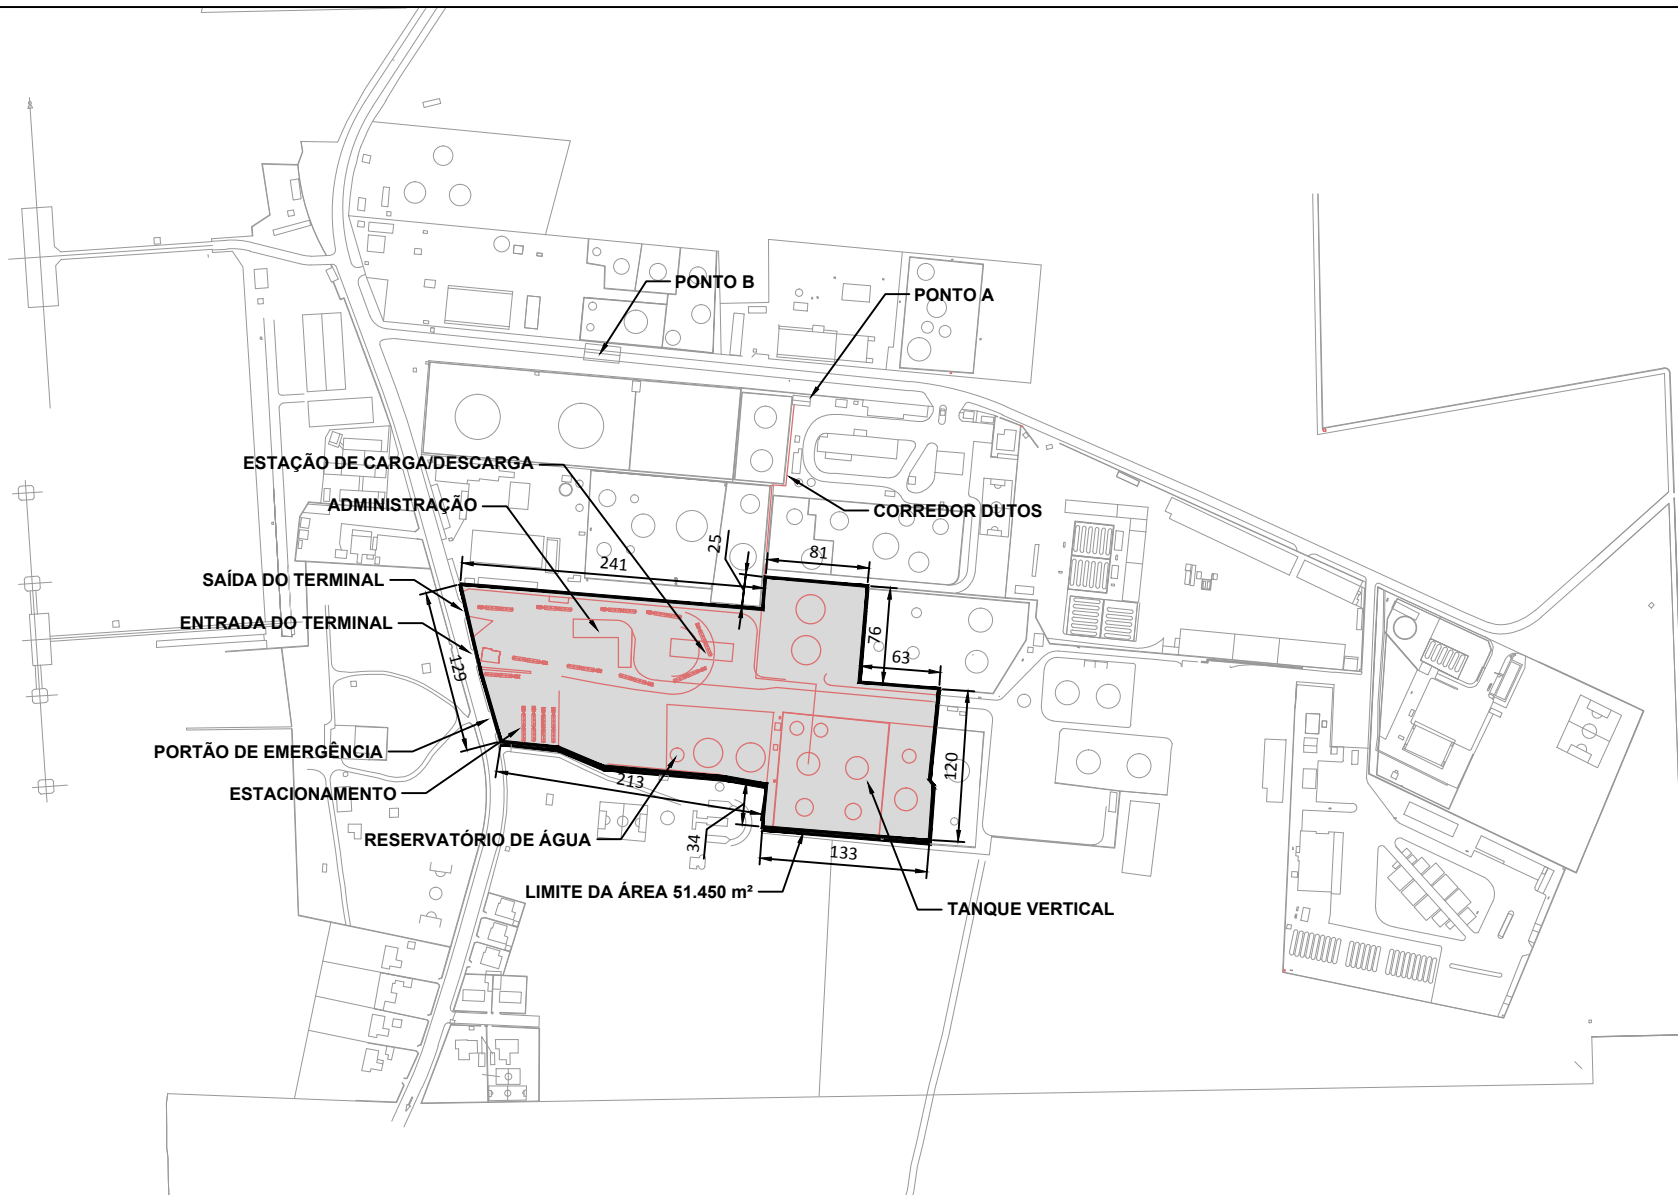 PONTO B
PONTO A
ESTAÇÃO DE CARGA/DESCARGA
ADMINISTRAÇÃO
CORREDOR DUTOS
25
81
241
SAÍDA DO TERMINAL
ENTRADA DO TERMINAL
76
63
129
PORTÃO DE EMERGÊNCIA
120
213
ESTACIONAMENTO
RESERVATÓRIO DE ÁGUA
34
133
LIMITE DA ÁREA 51.450 m²
TANQUE VERTICAL